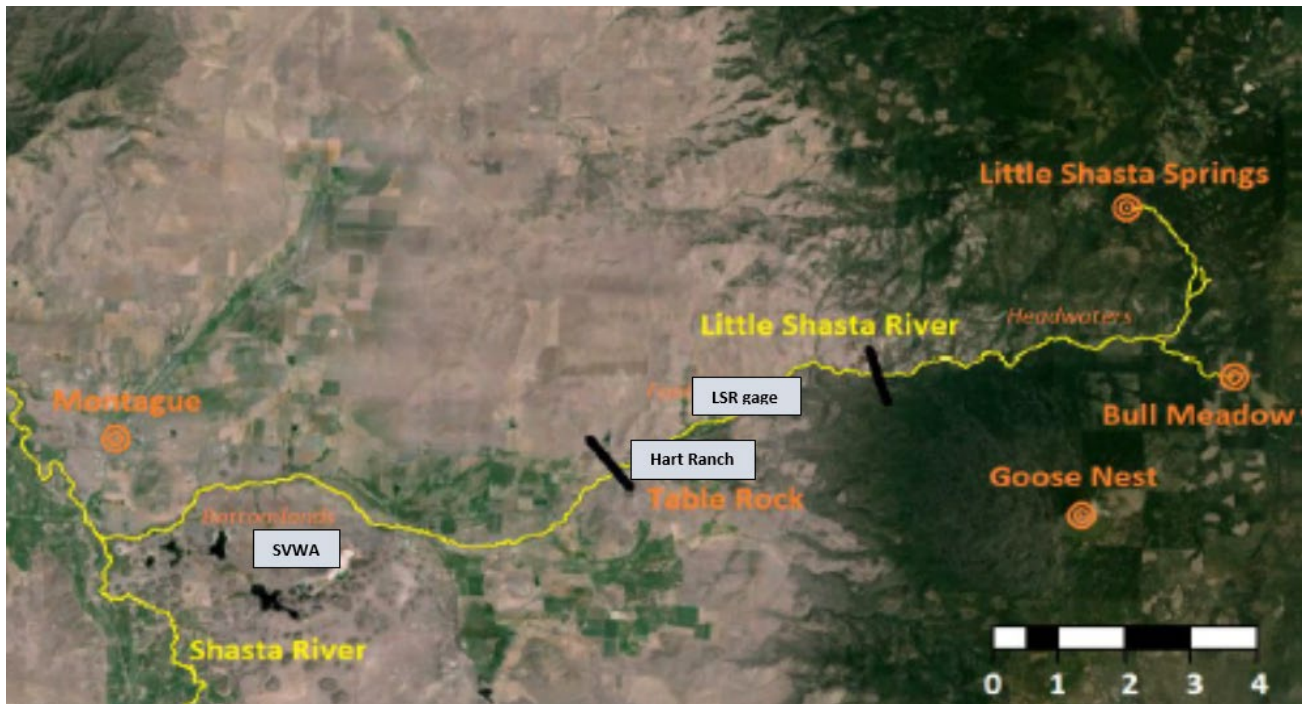 Little Shasta Springs
Headwaters
Little Shasta River
LSR gage
Bull Meadow
Montague
Hart Ranch
Table Rock
Goose Nest
SVWA
Shasta River
0 1 2 3 4